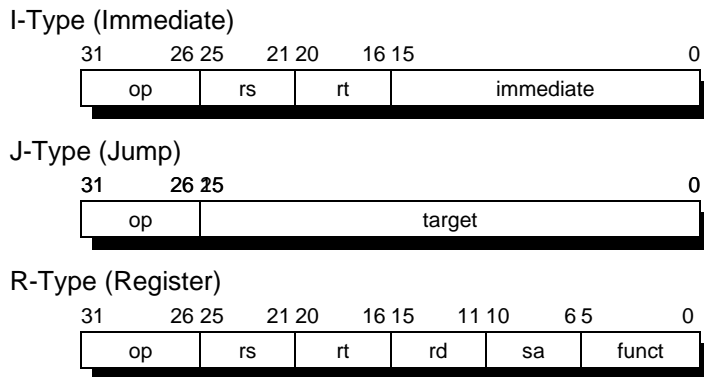 I-Type (Immediate)
31 26 25 21 20 16 15 0
op rs rt immediate
J-Type (Jump)
31 26 25 0
op target
R-Type (Register)
31 26 25 21 20 16 15 11 10 6 5 0
op rs rt rd sa funct